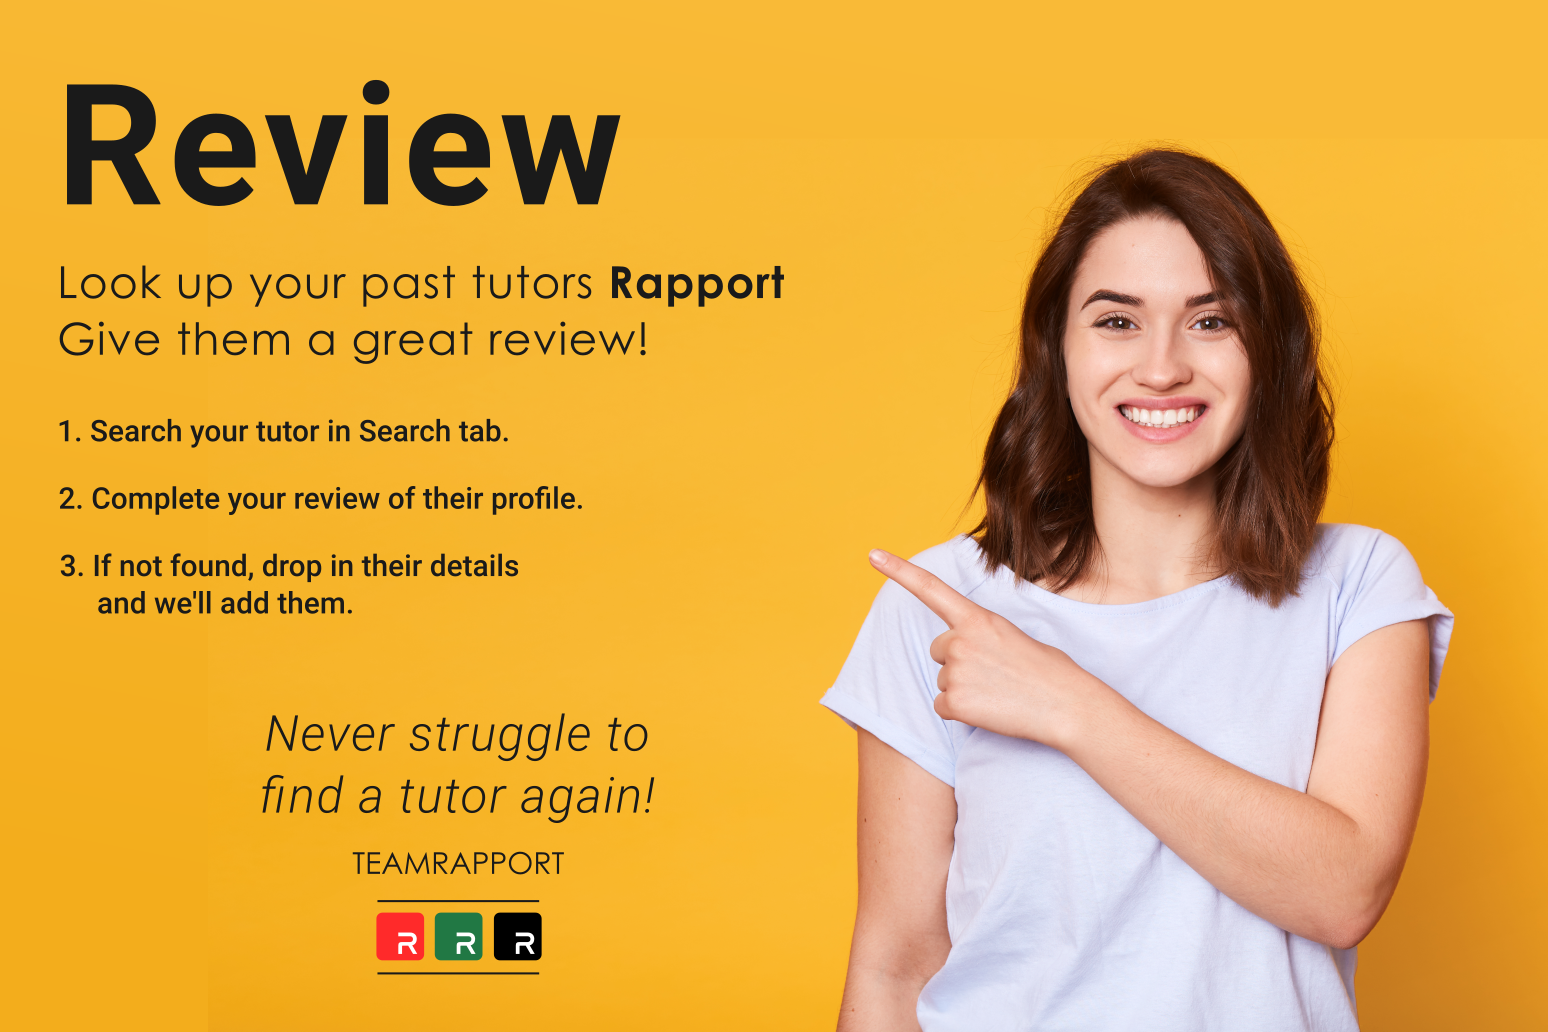 Review
Look up your past tutors Rapport
Give them a great review!
1. Search your tutor in Search tab.
2. Complete your review of their profile.
3. If not found, drop in their details
and we'll add them.
Never struggle to
find a tutor again!
TEAMRAPPORT
R R R